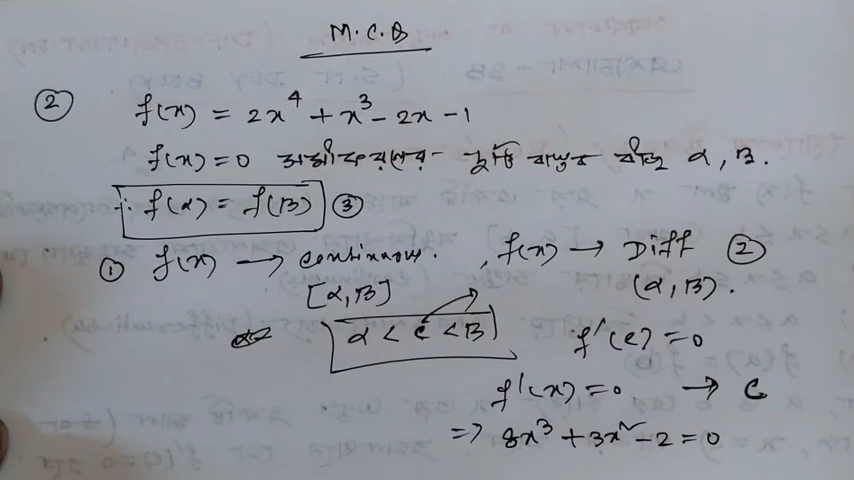 M.C.Q
② f(x) = 2x⁴ + x³ - 2x - 1
f(x) = 0 সমীকরণের দুটি বাস্তব বীজ α, β.
∴ f(α) = f(β) ③
① f(x) → continuous. , f(x) → Diff ②
[α, β] (α, β).
α < c < β f'(c) = 0
f'(x) = 0 → c
=> 8x³ + 3x² - 2 = 0